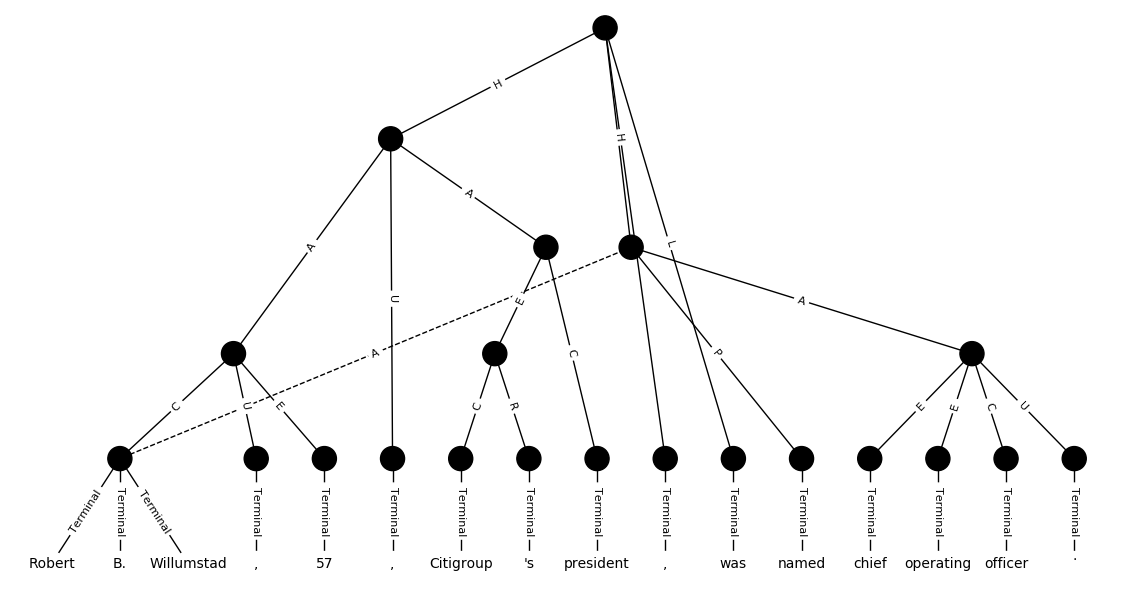 H
H
A
A
L
U
E
A
A
C
P
C
U
E
C
R
E
E
C
U
Terminal Terminal Terminal Terminal Terminal Terminal Terminal Terminal Terminal Terminal Terminal Terminal Terminal Terminal Terminal Terminal
Robert B. Willumstad , 57 , Citigroup 's president , was named chief operating officer .